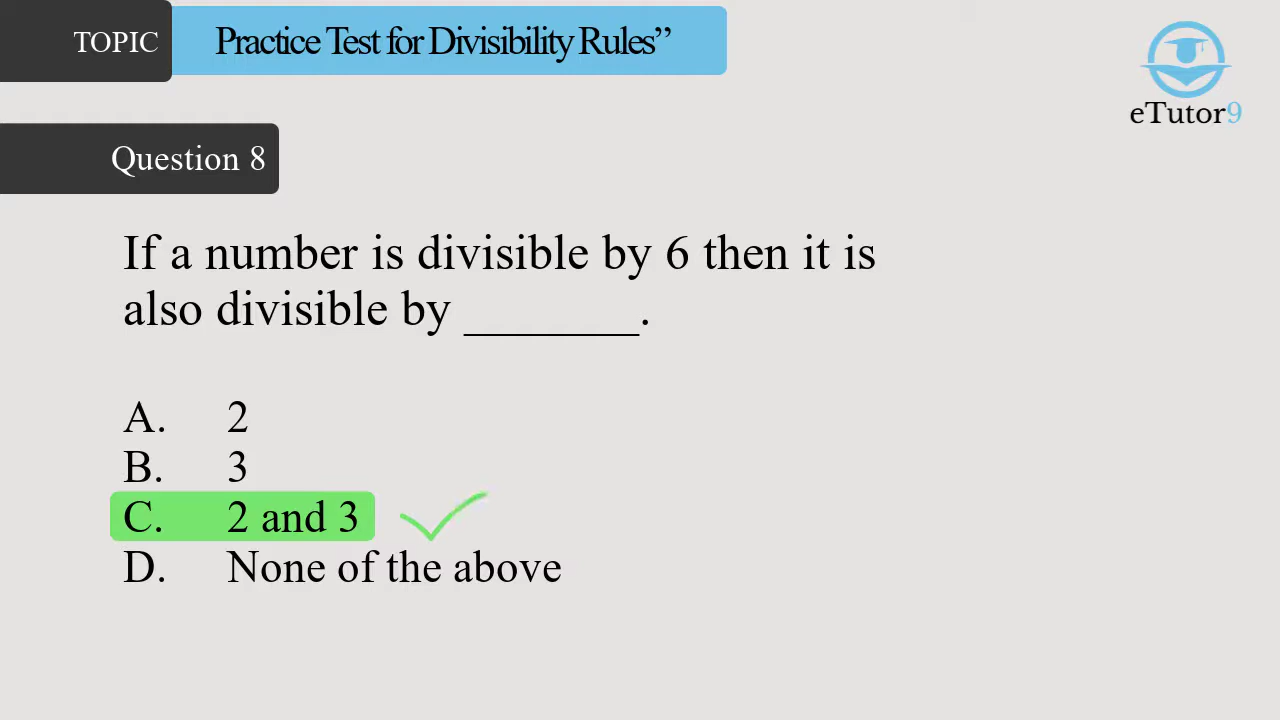 TOPIC
Practice Test for Divisibility Rules”
eTutor9
Question 8
If a number is divisible by 6 then it is
also divisible by _______.
A. 2
B. 3
C. 2 and 3
D. None of the above